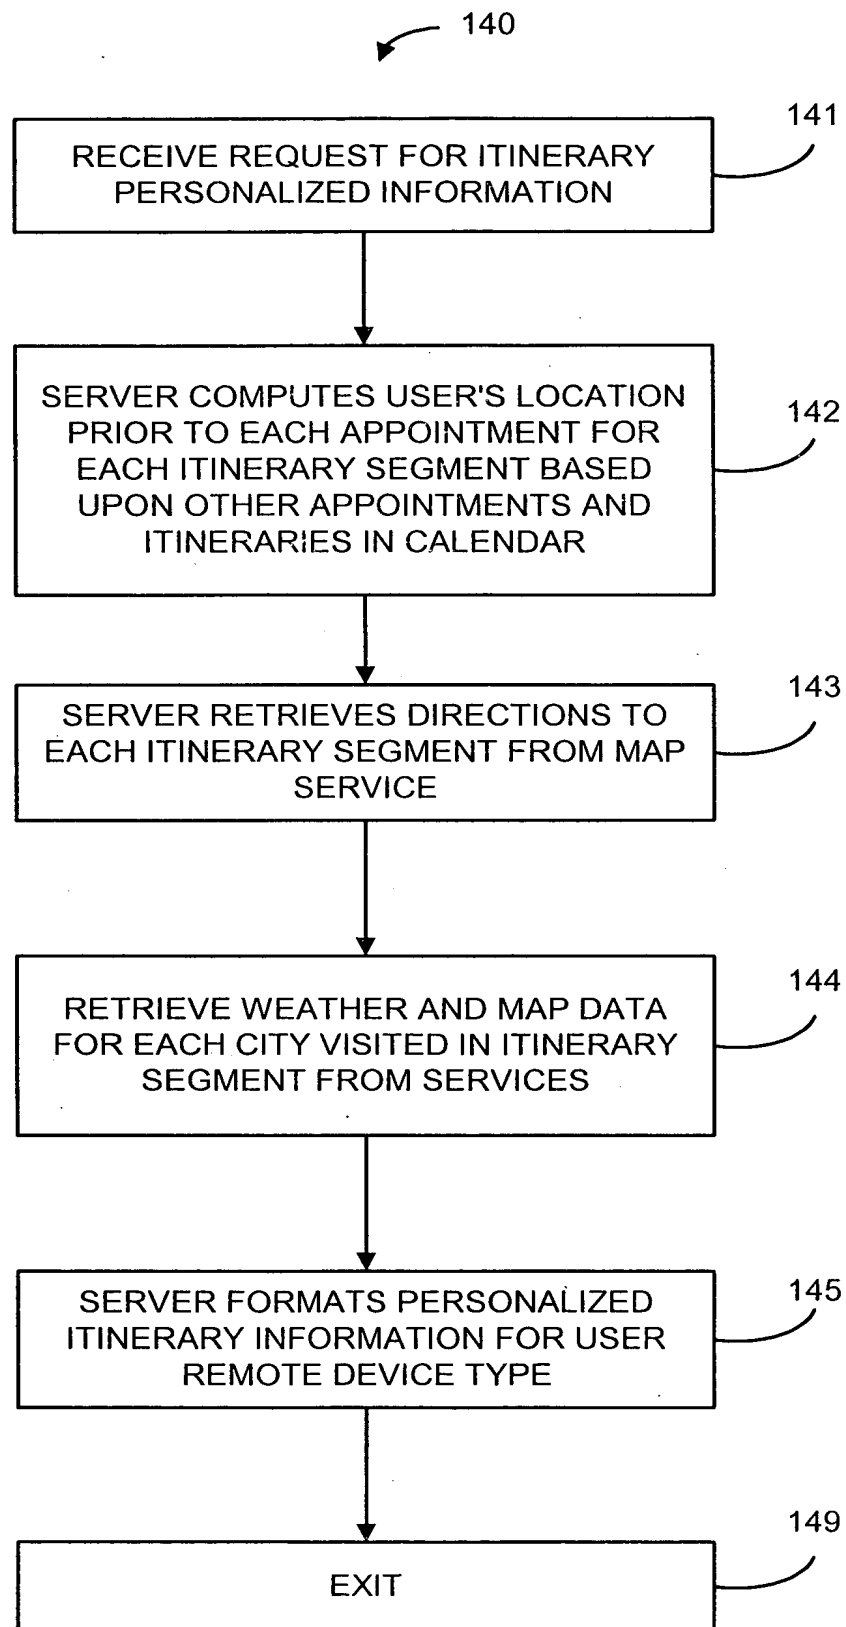 140
141
RECEIVE REQUEST FOR ITINERARY
PERSONALIZED INFORMATION
142
SERVER COMPUTES USER'S LOCATION
PRIOR TO EACH APPOINTMENT FOR
EACH ITINERARY SEGMENT BASED
UPON OTHER APPOINTMENTS AND
ITINERARIES IN CALENDAR
143
SERVER RETRIEVES DIRECTIONS TO
EACH ITINERARY SEGMENT FROM MAP
SERVICE
144
RETRIEVE WEATHER AND MAP DATA
FOR EACH CITY VISITED IN ITINERARY
SEGMENT FROM SERVICES
145
SERVER FORMATS PERSONALIZED
ITINERARY INFORMATION FOR USER
REMOTE DEVICE TYPE
149
EXIT